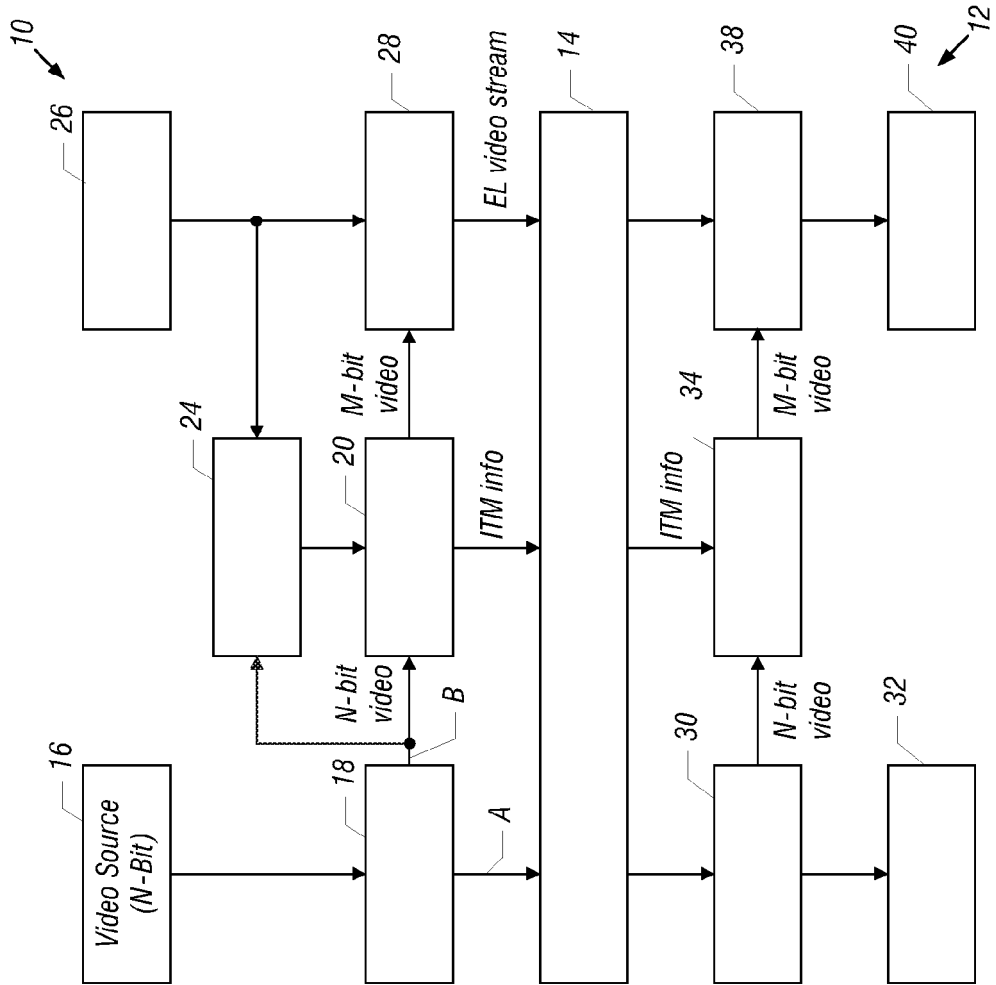 10
26
28
EL video stream
14
38
40
12
24
M-bit
video
20
ITM info
34
ITM info
M-bit
video
16
Video Source
(N-Bit)
18
N-bit
video
B
A
30
N-bit
video
32